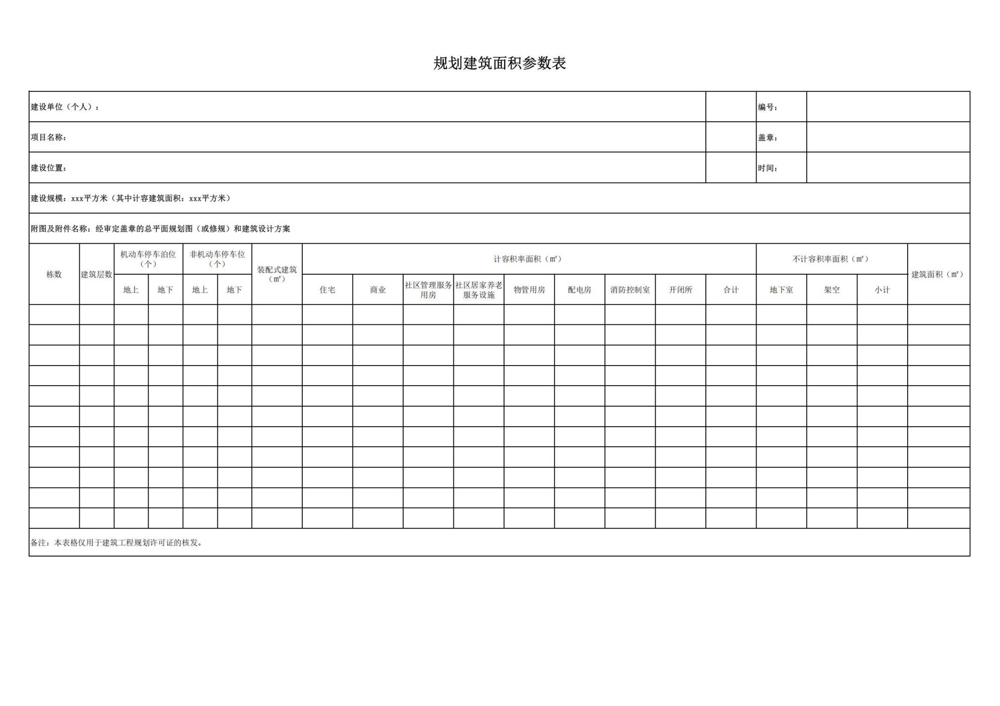 规划建筑面积参数表
建设单位（个人）：
编号：
项目名称：
盖章：
建设位置：
时间：
建设规模：xxx平方米（其中计容建筑面积：xxx平方米）
附图及附件名称：经审定盖章的总平面规划图（或修规）和建筑设计方案
栋数
建筑层数
机动车停车泊位
（个）
非机动车停车位
（个）
装配式建筑
（㎡）
计容积率面积（㎡）
不计容积率面积（㎡）
建筑面积（㎡）
地上
地下
地上
地下
住宅
商业
社区管理服务
用房
社区居家养老
服务设施
物管用房
配电房
消防控制室
开闭所
合计
地下室
架空
小计
备注：本表格仅用于建筑工程规划许可证的核发。